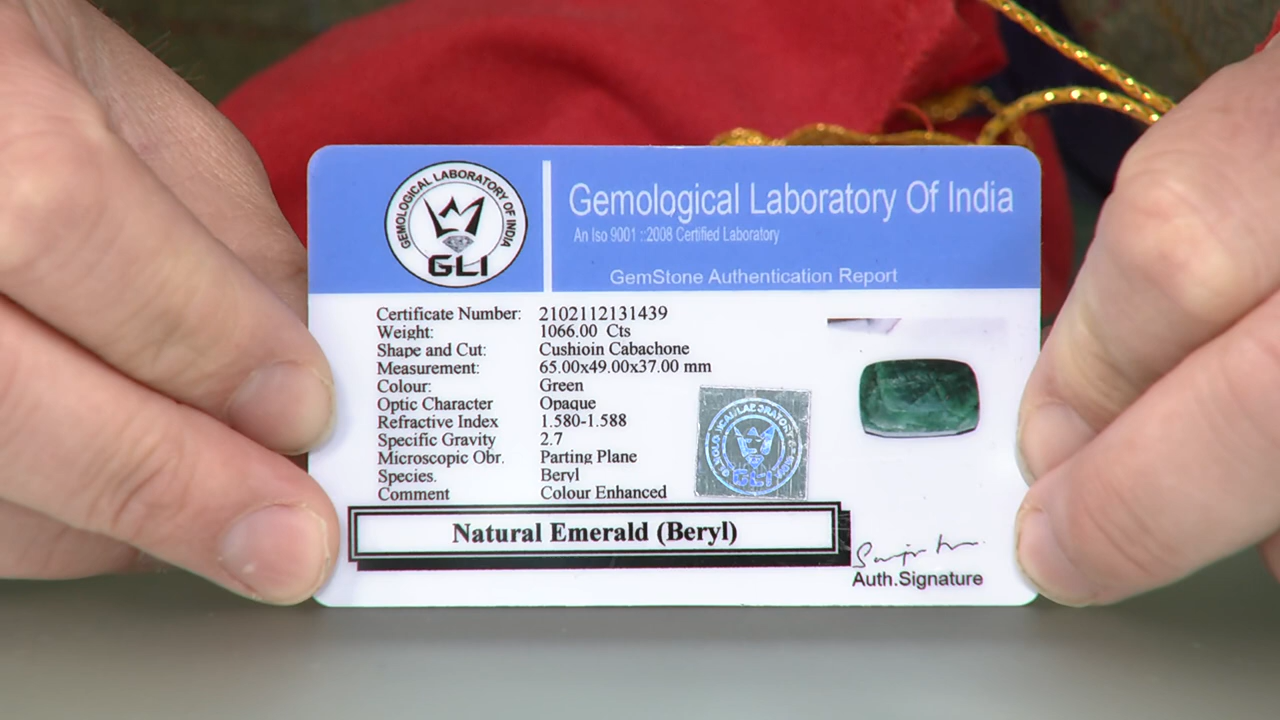 GEMOLOGICAL LABORATORY OF INDIA
GLI
Gemological Laboratory Of India
An Iso 9001 ::2008 Certified Laboratory
GemStone Authentication Report
Certificate Number: 2102112131439
Weight: 1066.00 Cts
Shape and Cut: Cushioin Cabachone
Measurement: 65.00x49.00x37.00 mm
Colour: Green
Optic Character Opaque
Refractive Index 1.580-1.588
Specific Gravity 2.7
Microscopic Obr. Parting Plane
Species. Beryl
Comment Colour Enhanced
GLI
Natural Emerald (Beryl)
Auth.Signature